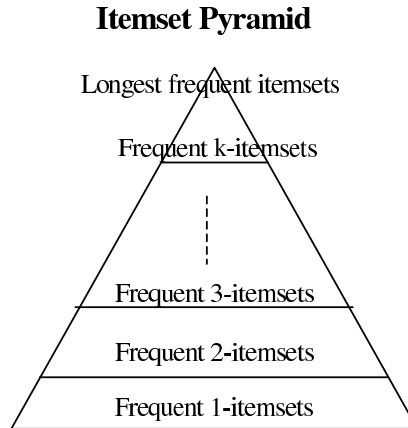 Itemset Pyramid
Longest frequent itemsets
Frequent k-itemsets
Frequent 3-itemsets
Frequent 2-itemsets
Frequent 1-itemsets